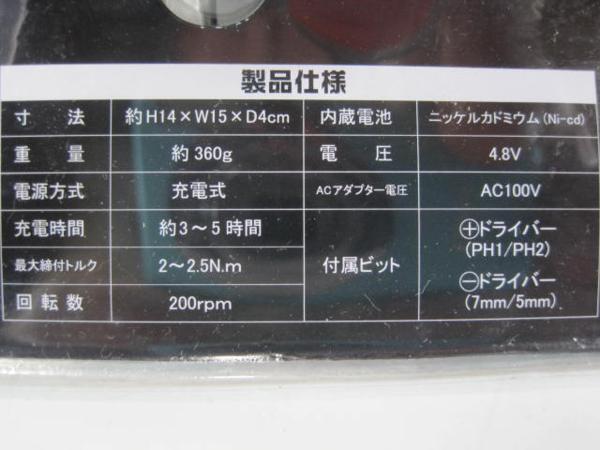 製品仕様
寸法 約H14×W15×D4cm 内蔵電池 ニッケルカドミウム(Ni-cd)
重量 約360g 電圧 4.8V
電源方式 充電式 ACアダプター電圧 AC100V
充電時間 約3～5時間 付属ビット ⊕ドライバー
(PH1/PH2)
最大締付トルク 2～2.5N.m ⊖ドライバー
(7mm/5mm)
回転数 200rpm